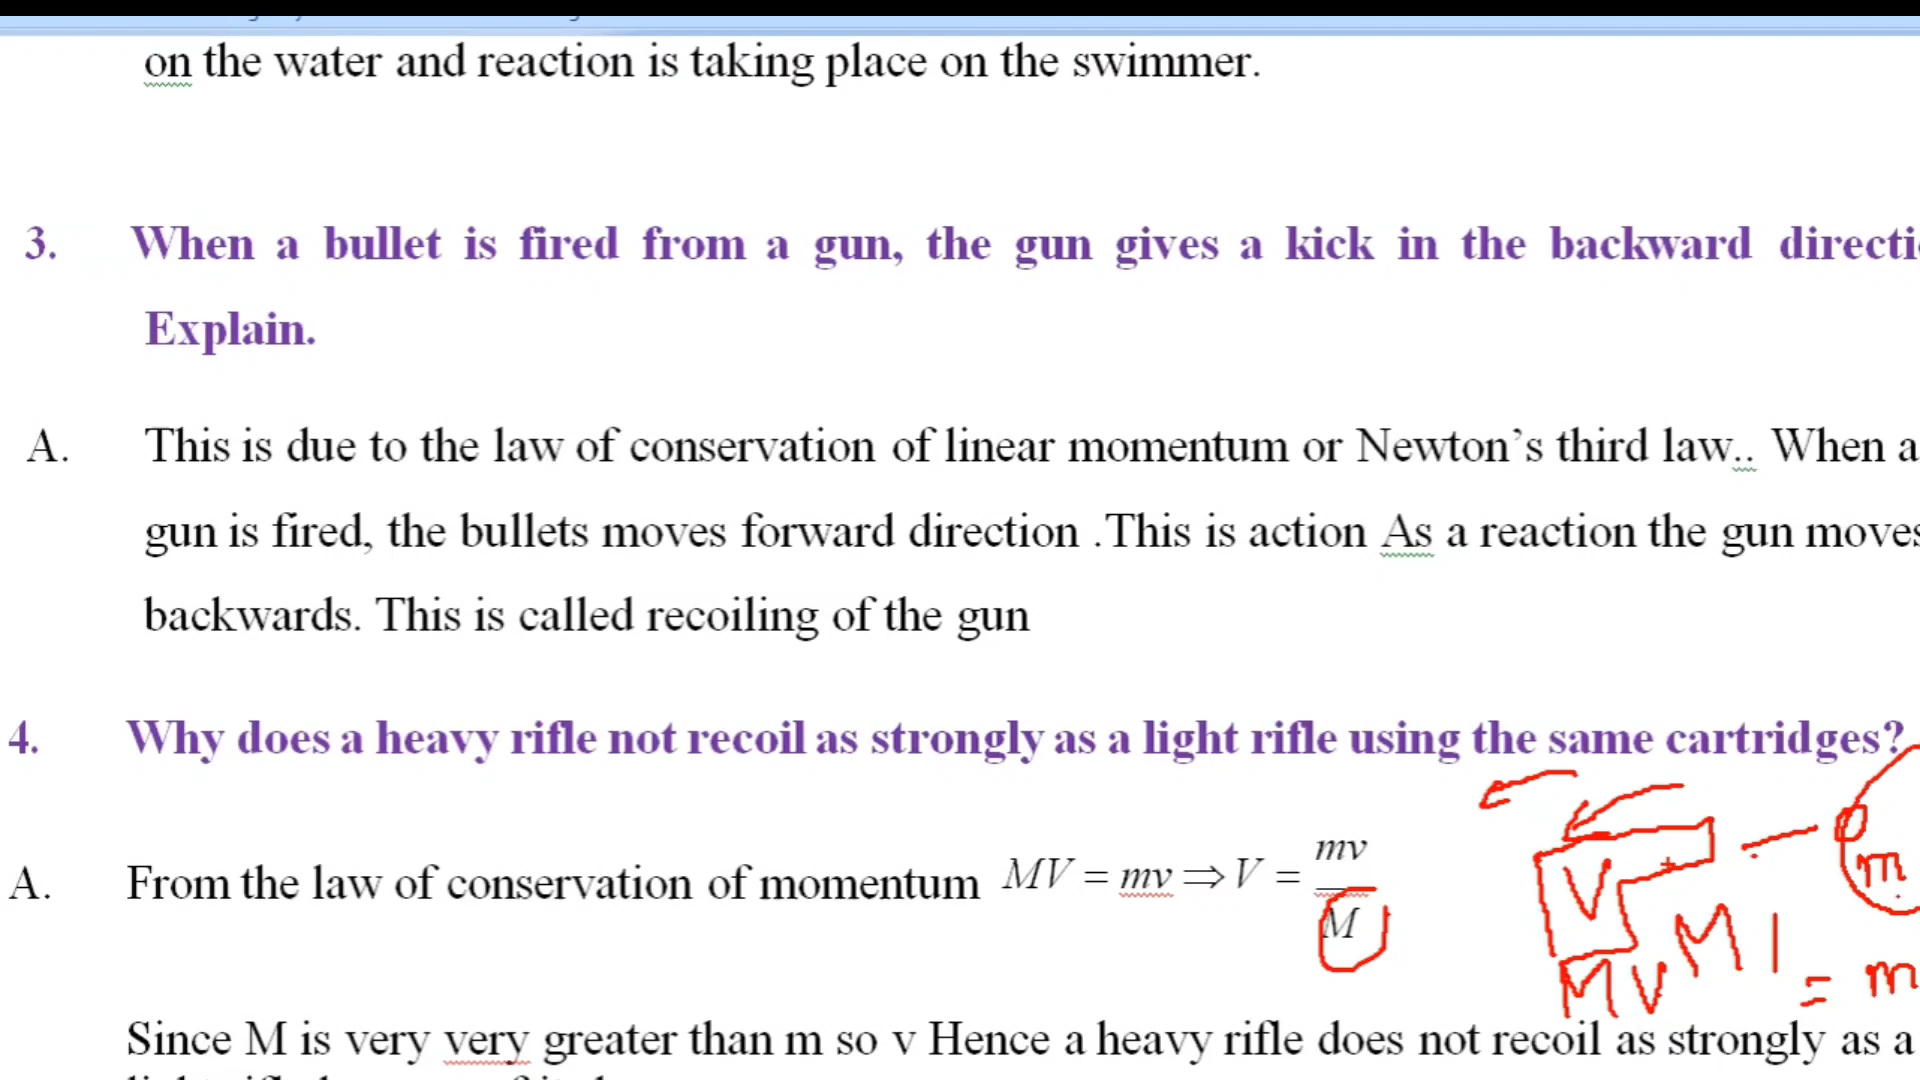 on the water and reaction is taking place on the swimmer.
3. When a bullet is fired from a gun, the gun gives a kick in the backward directi
Explain.
A. This is due to the law of conservation of linear momentum or Newton’s third law.. When a
gun is fired, the bullets moves forward direction .This is action As a reaction the gun moves
backwards. This is called recoiling of the gun
4. Why does a heavy rifle not recoil as strongly as a light rifle using the same cartridges?
A. From the law of conservation of momentum MV = mv ⇒ V = mv / M
V
m
M
MV = m
Since M is very very greater than m so v Hence a heavy rifle does not recoil as strongly as a